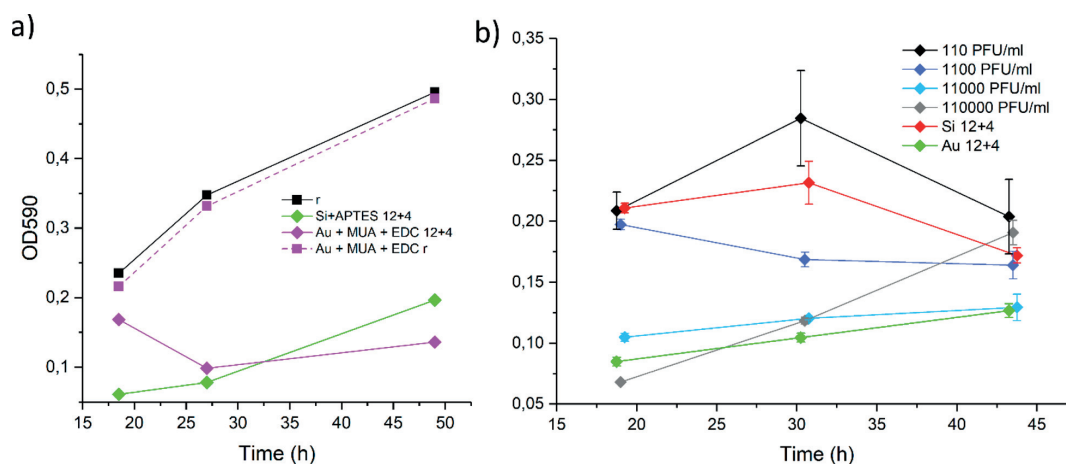 a)
OD590
0,5
0,4
0,3
0,2
0,1
15 20 25 30 35 40 45 50
Time (h)
r
Si+APTES 12+4
Au + MUA + EDC 12+4
Au + MUA + EDC r
b)
0,35
0,30
0,25
0,20
0,15
0,10
0,05
15 20 25 30 35 40 45
Time (h)
110 PFU/ml
1100 PFU/ml
11000 PFU/ml
110000 PFU/ml
Si 12+4
Au 12+4